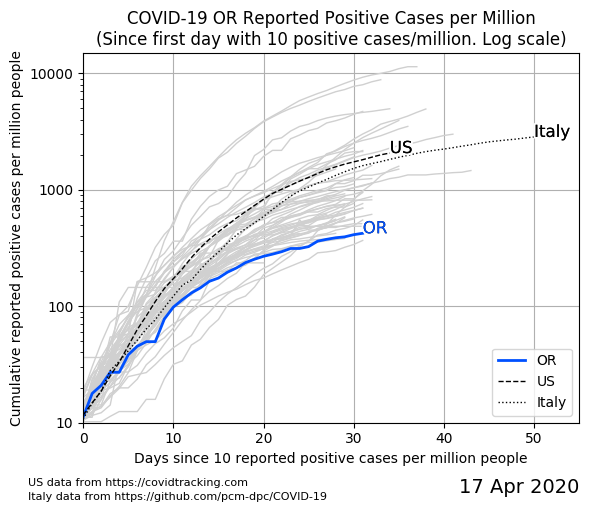 COVID-19 OR Reported Positive Cases per Million
(Since first day with 10 positive cases/million. Log scale)
Cumulative reported positive cases per million people
10000
1000
100
10
Italy
US
OR
OR
US
Italy
0
10
20
30
40
50
Days since 10 reported positive cases per million people
US data from https://covidtracking.com
Italy data from https://github.com/pcm-dpc/COVID-19
17 Apr 2020